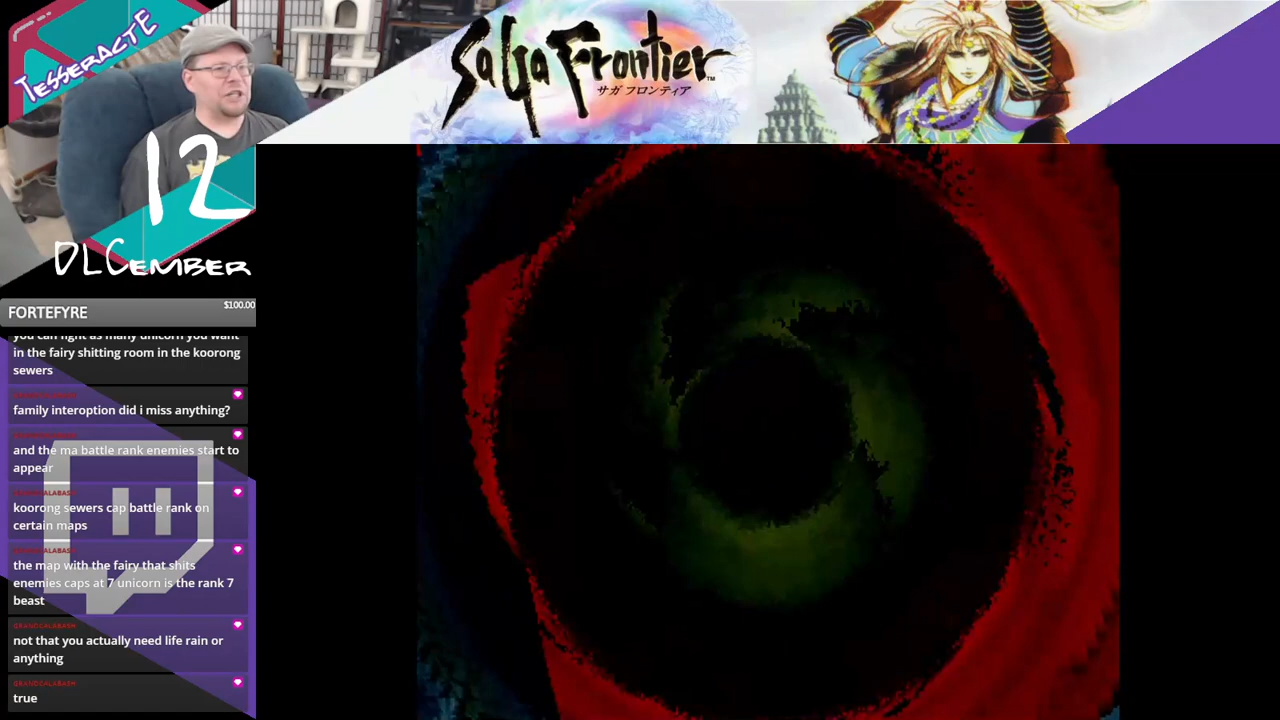 TESSERACTE
SaGa Frontier™
サガ フロンティア
12
DLCEMBER
FORTEFYRE
$100.00
you can fight as many unicorn you want
in the fairy shitting room in the koorong
sewers
family interoption did i miss anything?
and the ma battle rank enemies start to
appear
koorong sewers cap battle rank on
certain maps
the map with the fairy that shits
enemies caps at 7 unicorn is the rank 7
beast
GRANDCALABASH
not that you actually need life rain or
anything
GRANDCALABASH
true